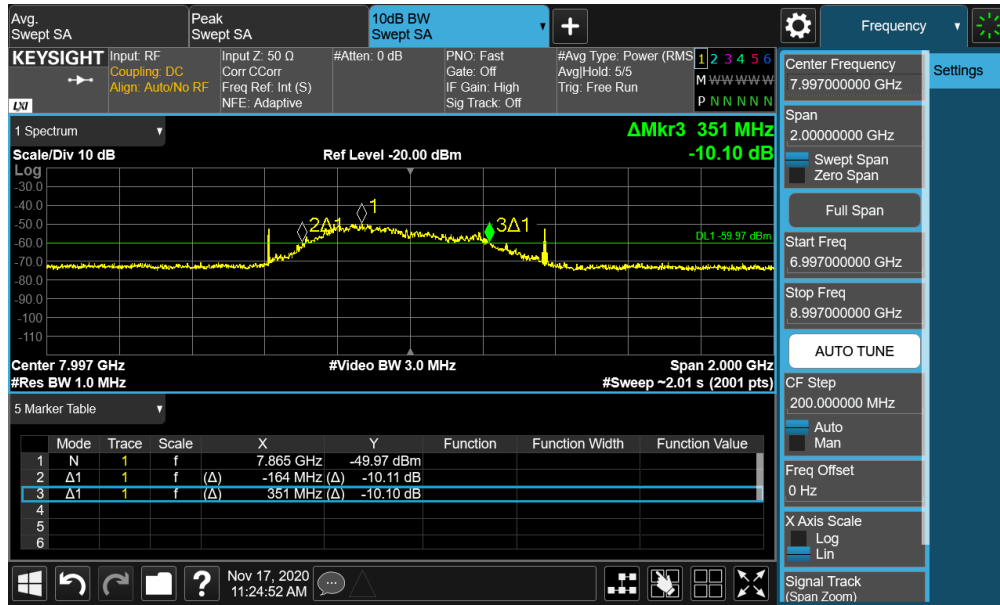 Avg.
Swept SA
Peak
Swept SA
10dB BW
Swept SA
Frequency
KEYSIGHT
LXI
Input: RF
Coupling: DC
Align: Auto/No RF
Input Z: 50 Ω
Corr CCorr
Freq Ref: Int (S)
NFE: Adaptive
#Atten: 0 dB
PNO: Fast
Gate: Off
IF Gain: High
Sig Track: Off
#Avg Type: Power (RMS
Avg|Hold: 5/5
Trig: Free Run
1 2 3 4 5 6
M W W W W W
P N N N N N
1 Spectrum
ΔMkr3 351 MHz
-10.10 dB
Scale/Div 10 dB
Ref Level -20.00 dBm
Log
-30.0
-40.0
-50.0
-60.0
-70.0
-80.0
-90.0
-100
-110
2Δ1
1
3Δ1
DL1 -59.97 dBm
Center 7.997 GHz
#Video BW 3.0 MHz
Span 2.000 GHz
#Res BW 1.0 MHz
#Sweep ~2.01 s (2001 pts)
5 Marker Table
Mode Trace Scale X Y Function Function Width Function Value
1 N 1 f 7.865 GHz -49.97 dBm
2 Δ1 1 f (Δ) -164 MHz (Δ) -10.11 dB
3 Δ1 1 f (Δ) 351 MHz (Δ) -10.10 dB
4
5
6
Nov 17, 2020
11:24:52 AM
Center Frequency
7.997000000 GHz
Span
2.00000000 GHz
Swept Span
Zero Span
Full Span
Start Freq
6.997000000 GHz
Stop Freq
8.997000000 GHz
AUTO TUNE
CF Step
200.000000 MHz
Auto
Man
Freq Offset
0 Hz
X Axis Scale
Log
Lin
Signal Track
(Span Zoom)
Settings